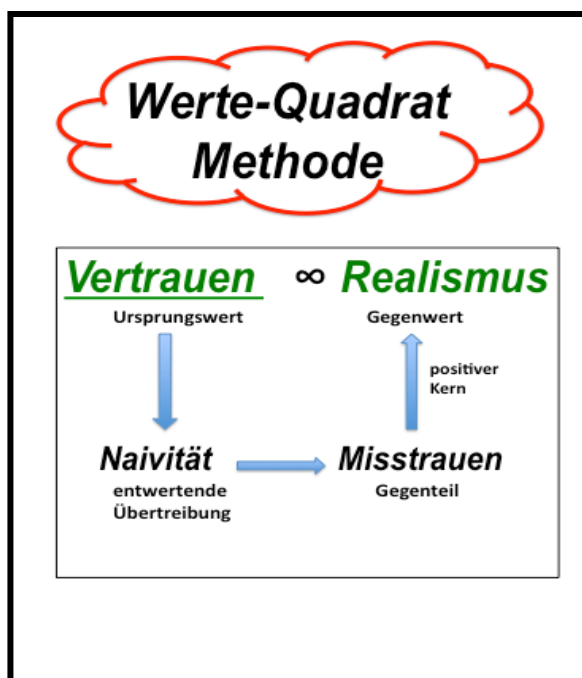 Werte-Quadrat
Methode
Vertrauen ∞ Realismus
Ursprungswert Gegenwert
positiver
Kern
Naivität Misstrauen
entwertende Gegenteil
Übertreibung